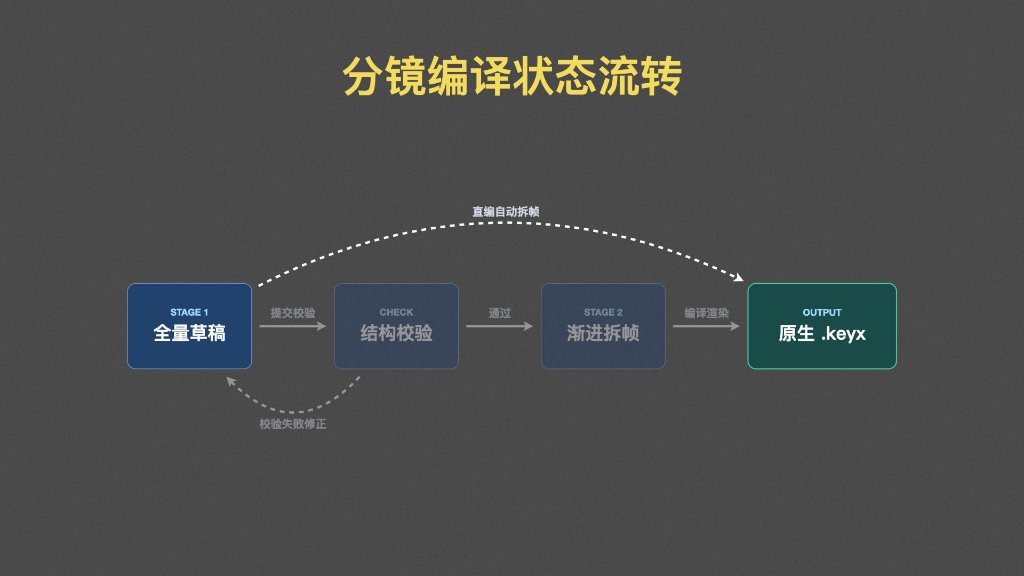 分镜编译状态流转
直编自动拆帧
STAGE 1
全量草稿
提交校验
CHECK
结构校验
通过
STAGE 2
渐进拆帧
编译渲染
OUTPUT
原生 .keyx
校验失败修正